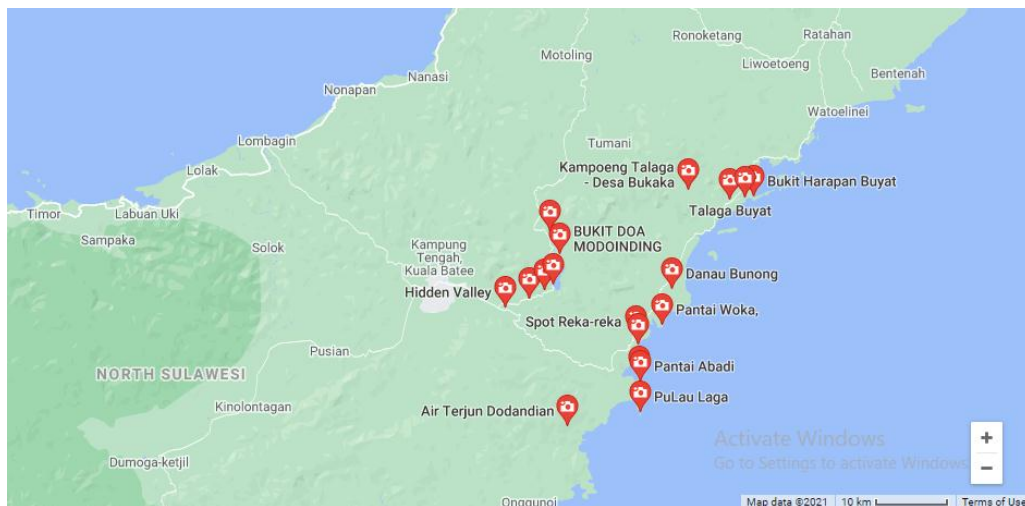 Ratahan
Ronoketang
Motoling
Liwoetoeng
Bentenah
Nanasi
Nonapan
Watoelinei
Lombagin
Tumani
Kampoeng Talaga
- Desa Bukaka
Lolak
Bukit Harapan Buyat
Timor
Labuan Uki
Talaga Buyat
Sampaka
Solok
Kampung
Tengah,
Kuala Batee
BUKIT DOA
MODOINDING
Danau Bunong
Hidden Valley
Pantai Woka,
Spot Reka-reka
Pusian
Pantai Abadi
NORTH SULAWESI
PuLau Laga
Kinolontagan
Air Terjun Dodandian
Activate Windows
Go to Settings to activate Windows
+
−
Dumoga-ketjil
Onggunoi
Map data ©2021
10 km
Terms of Use